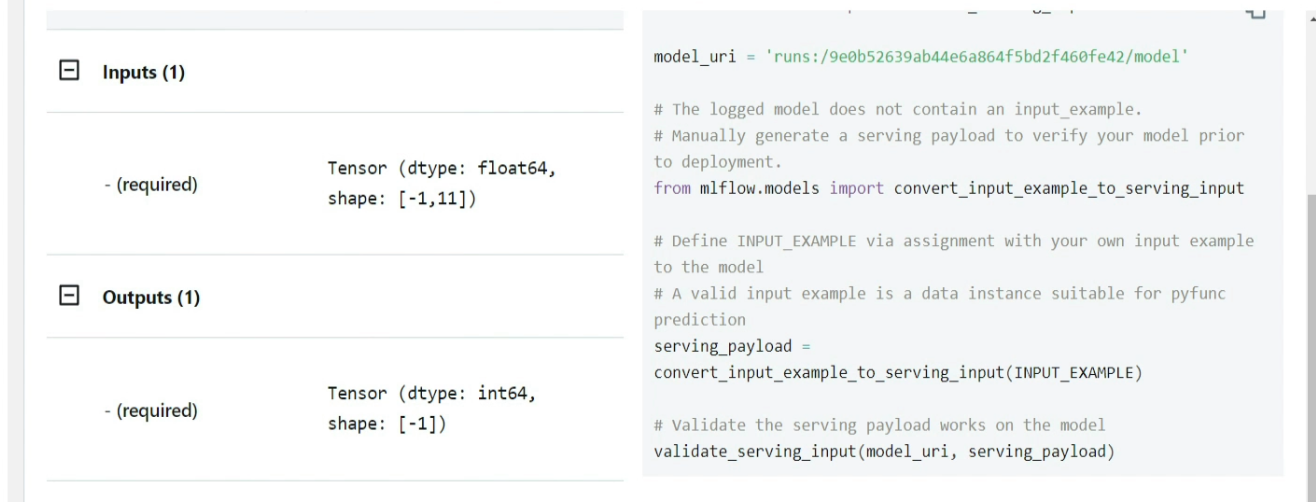 Inputs (1)
- (required)
Tensor (dtype: float64,
shape: [-1,11])
Outputs (1)
- (required)
Tensor (dtype: int64,
shape: [-1])
model_uri = 'runs:/9e0b52639ab44e6a864f5bd2f460fe42/model'
# The logged model does not contain an input_example.
# Manually generate a serving payload to verify your model prior
to deployment.
from mlflow.models import convert_input_example_to_serving_input
# Define INPUT_EXAMPLE via assignment with your own input example
to the model
# A valid input example is a data instance suitable for pyfunc
prediction
serving_payload =
convert_input_example_to_serving_input(INPUT_EXAMPLE)
# Validate the serving payload works on the model
validate_serving_input(model_uri, serving_payload)